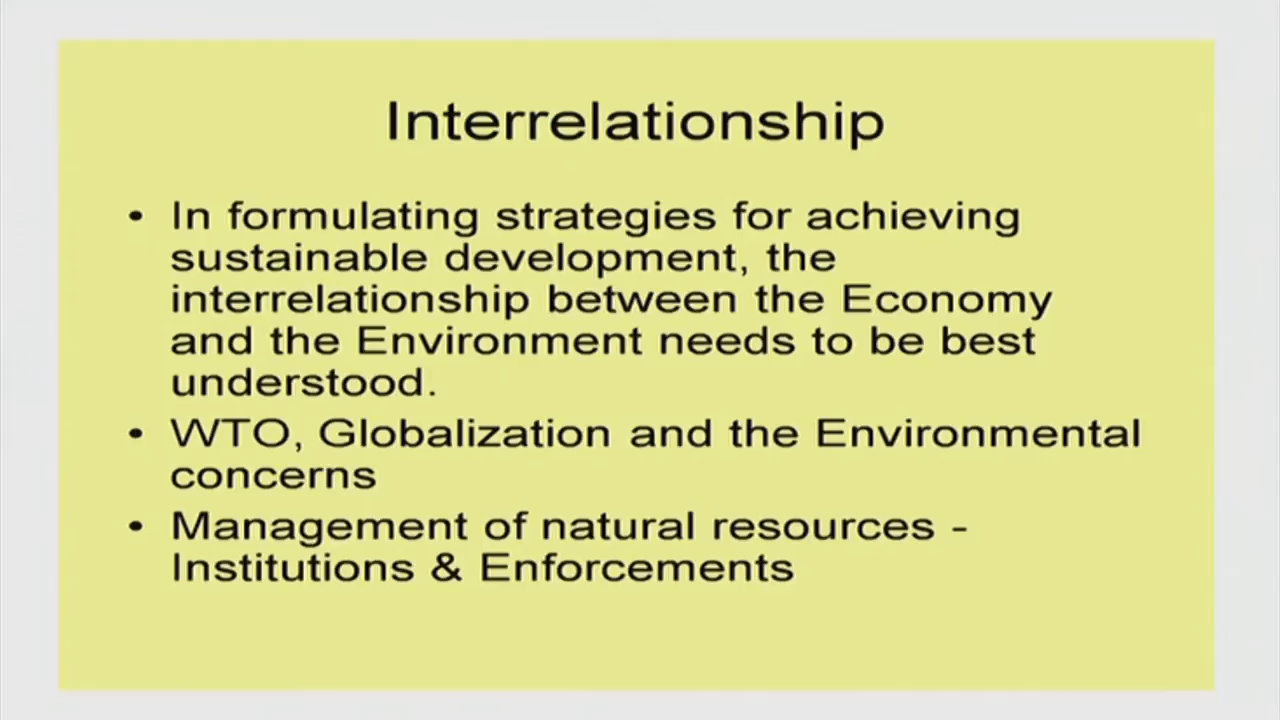 Interrelationship
• In formulating strategies for achieving
sustainable development, the
interrelationship between the Economy
and the Environment needs to be best
understood.
• WTO, Globalization and the Environmental
concerns
• Management of natural resources -
Institutions & Enforcements